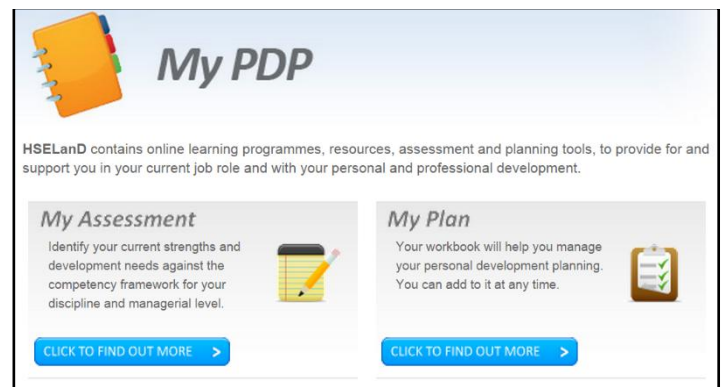 My PDP
HSELanD contains online learning programmes, resources, assessment and planning tools, to provide for and
support you in your current job role and with your personal and professional development.
My Assessment
Identify your current strengths and
development needs against the
competency framework for your
discipline and managerial level.
CLICK TO FIND OUT MORE >
My Plan
Your workbook will help you manage
your personal development planning.
You can add to it at any time.
CLICK TO FIND OUT MORE >